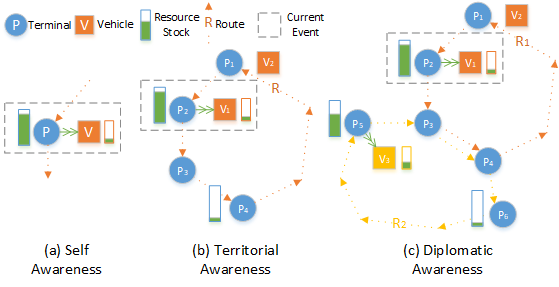 P Terminal V Vehicle Resource Stock R Route Current Event
P V
(a) Self
Awareness
R
P1 V2
R
P2 V1
P3
P4
(b) Territorial
Awareness
P1 V2
R1
P2 V1
P5 P3
V3 P4
R2 P6
(c) Diplomatic
Awareness